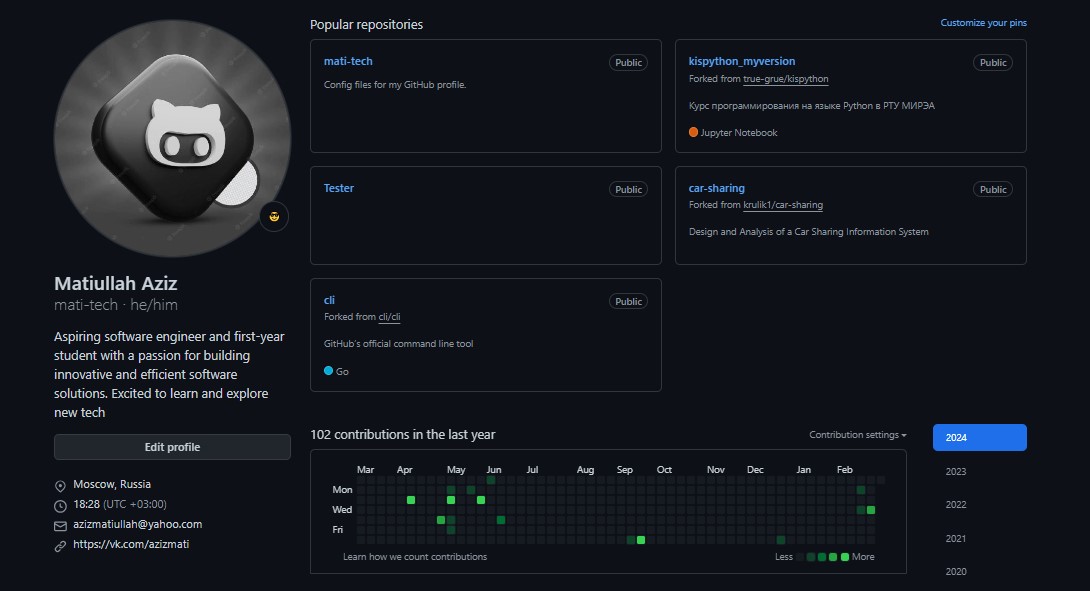 Popular repositories
Customize your pins
mati-tech
Public
Config files for my GitHub profile.
kispython_myversion
Public
Forked from true-grue/kispython
Курс программирования на языке Python в РТУ МИРЭА
Jupyter Notebook
Tester
Public
car-sharing
Public
Forked from krulik1/car-sharing
Design and Analysis of a Car Sharing Information System
cli
Public
Forked from cli/cli
GitHub's official command line tool
Go
Matiullah Aziz
mati-tech · he/him
Aspiring software engineer and first-year
student with a passion for building
innovative and efficient software
solutions. Excited to learn and explore
new tech
Edit profile
Moscow, Russia
18:28 (UTC +03:00)
azizmatiullah@yahoo.com
https://vk.com/azizmati
102 contributions in the last year
Contribution settings
Mar Apr May Jun Jul Aug Sep Oct Nov Dec Jan Feb
Mon
Wed
Fri
Learn how we count contributions
Less More
2024
2023
2022
2021
2020